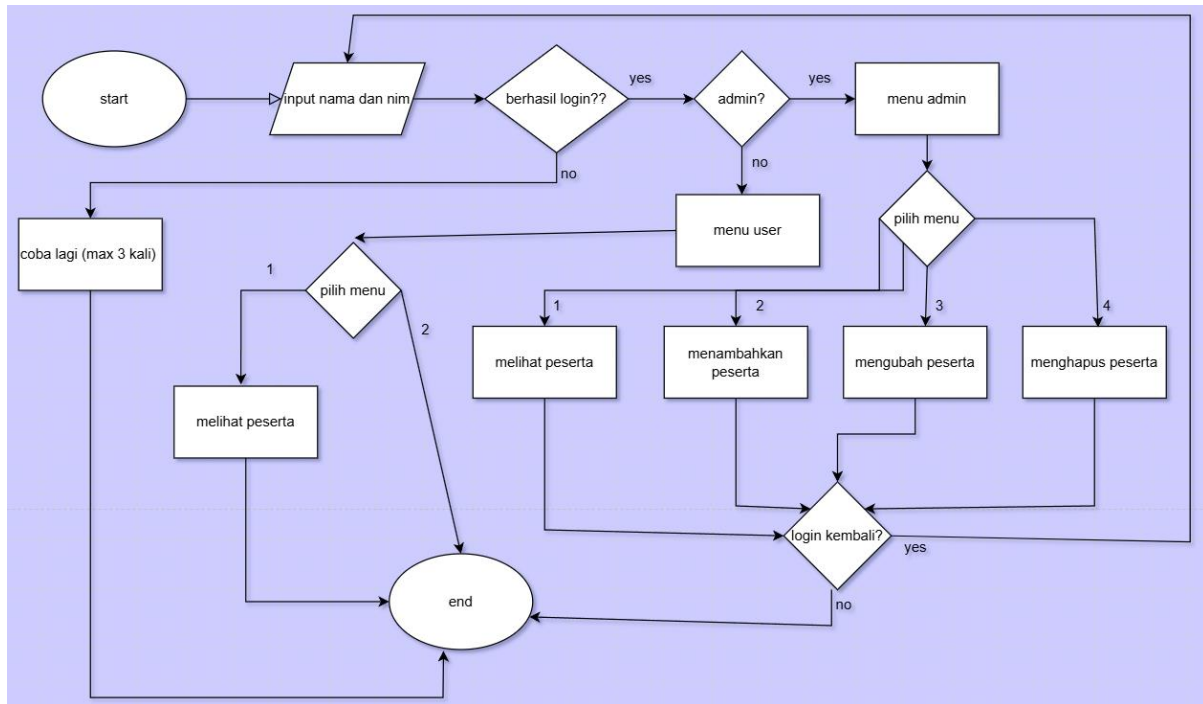 start
input nama dan nim
berhasil login??
yes
admin?
yes
menu admin
no
no
coba lagi (max 3 kali)
menu user
pilih menu
1
pilih menu
2
1
2
3
4
melihat peserta
menambahkan
peserta
mengubah peserta
menghapus peserta
melihat peserta
login kembali?
yes
end
no